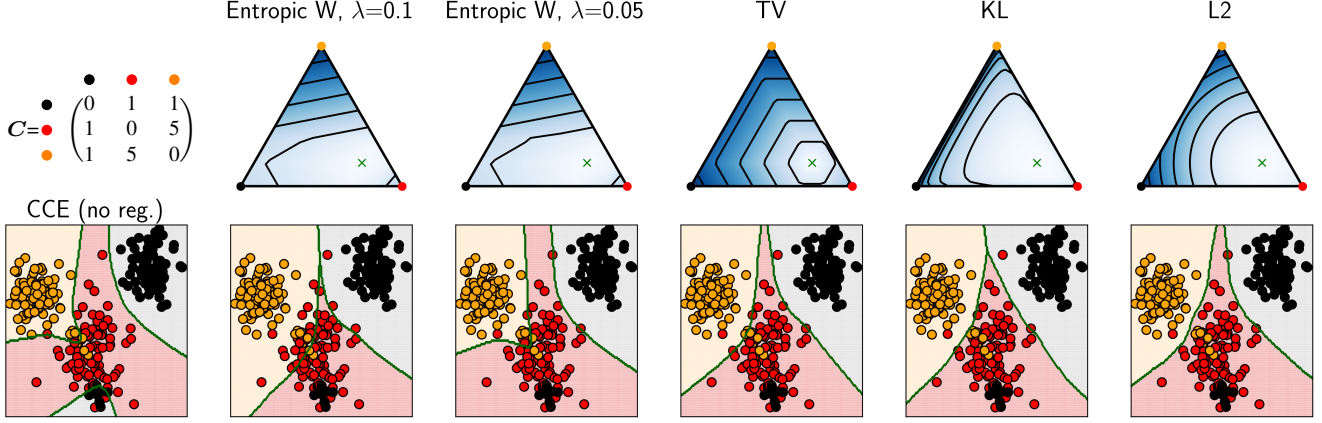 Entropic W, λ=0.1
Entropic W, λ=0.05
TV
KL
L2
0 1 1
C= 1 0 5
1 5 0
CCE (no reg.)